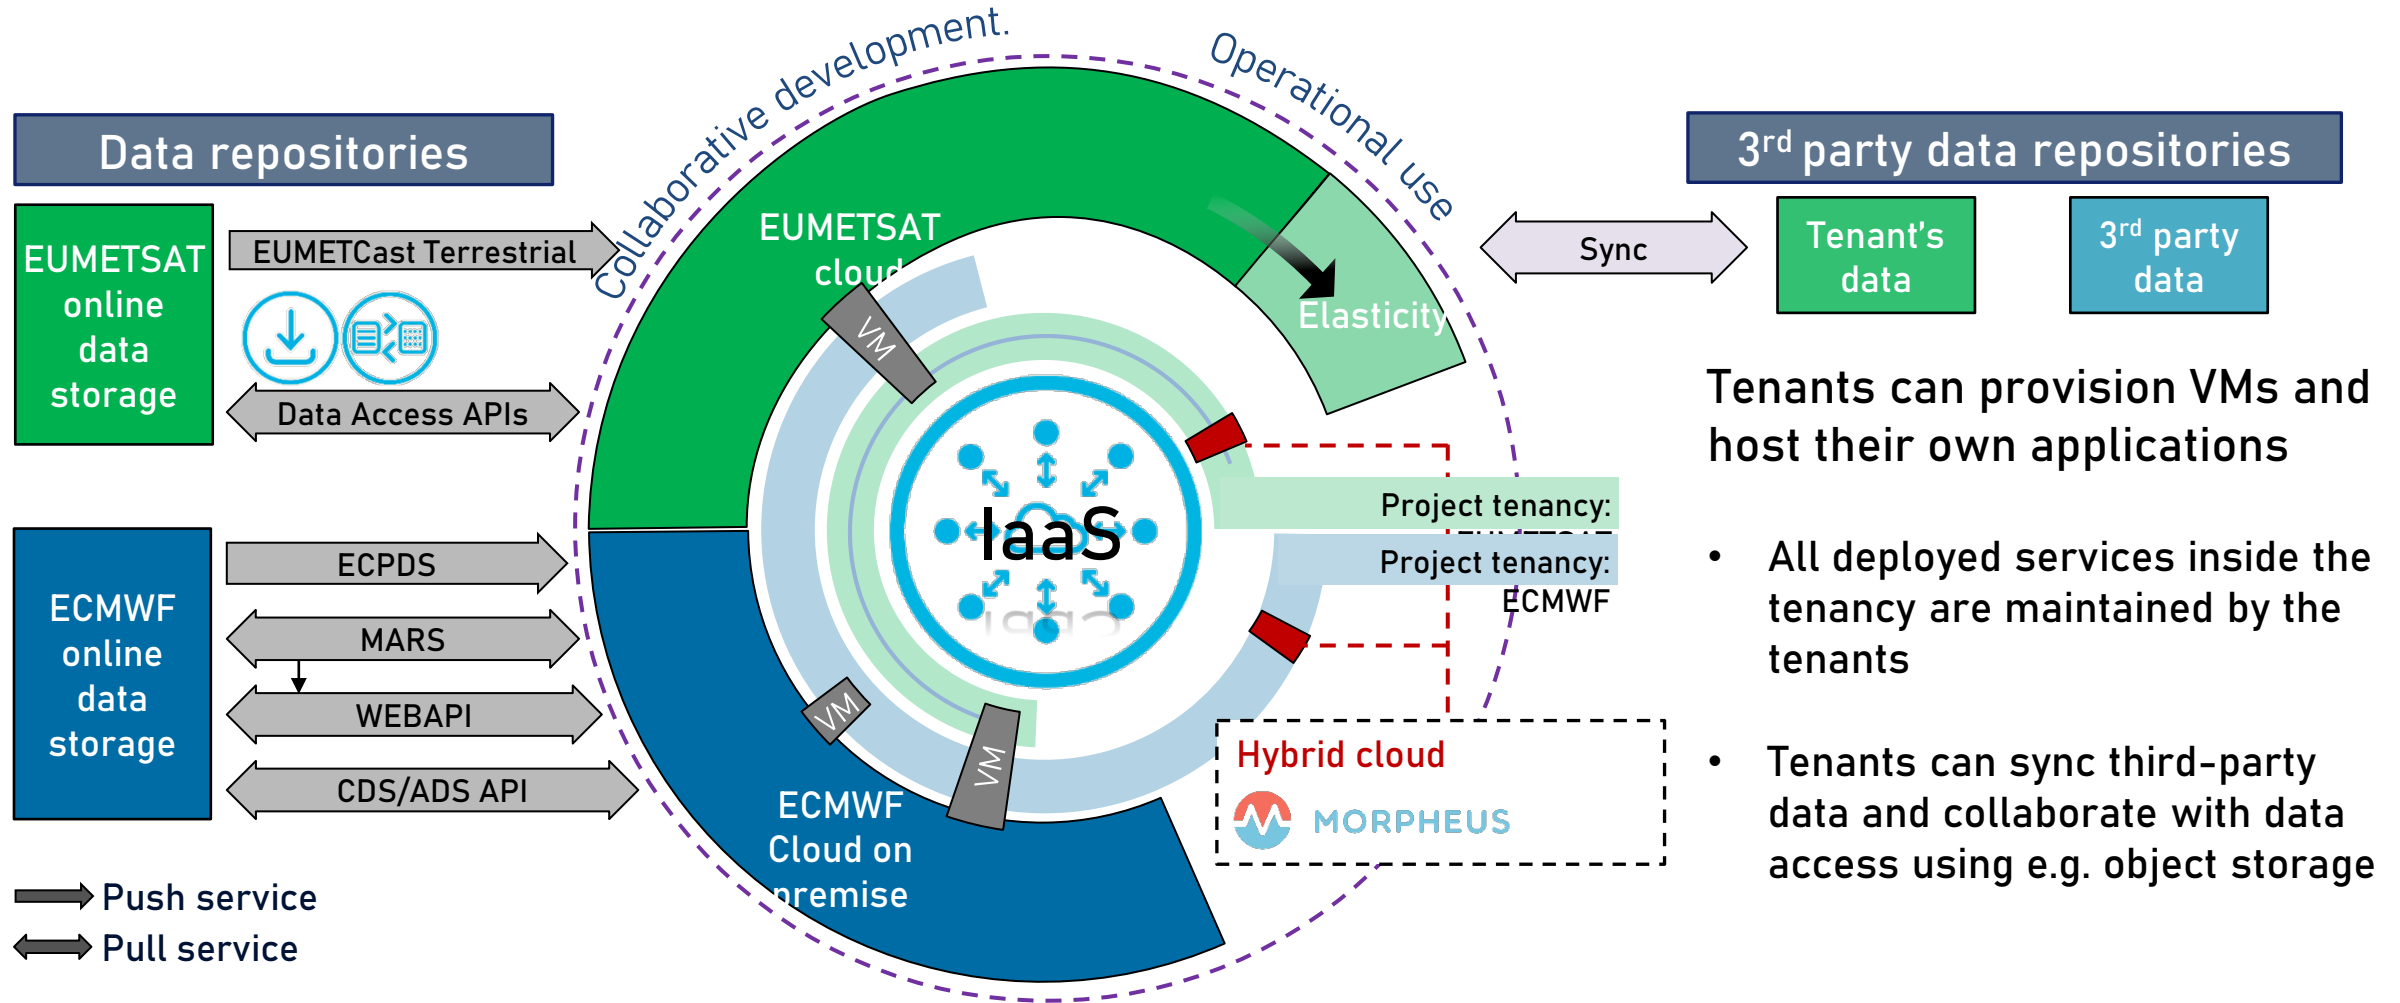 Collaborative development.
Operational use
Data repositories
EUMETSAT
online
data
storage
EUMETCast Terrestrial
Data Access APIs
ECMWF
online
data
storage
ECPDS
MARS
WEBAPI
CDS/ADS API
Push service
Pull service
EUMETSAT
cloud
VM
Elasticity
IaaS
VM
VM
ECMWF
Cloud on
premise
Project tenancy:
EUMETSAT
Project tenancy:
ECMWF
Hybrid cloud
MORPHEUS
Sync
3rd party data repositories
Tenant's
data
3rd party
data
Tenants can provision VMs and
host their own applications
• All deployed services inside the
tenancy are maintained by the
tenants
• Tenants can sync third-party
data and collaborate with data
access using e.g. object storage